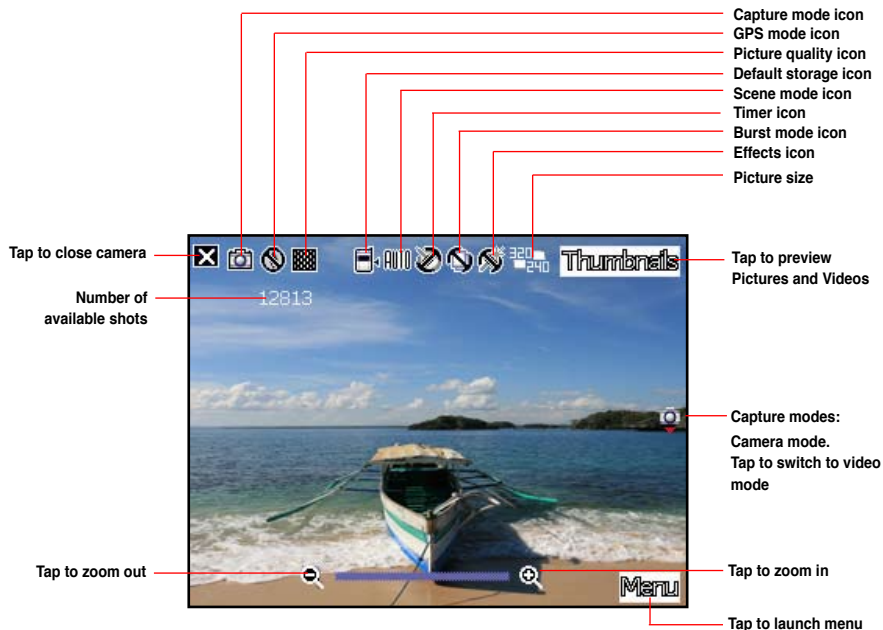 Capture mode icon
GPS mode icon
Picture quality icon
Default storage icon
Scene mode icon
Timer icon
Burst mode icon
Effects icon
Picture size
Tap to close camera
AUTO
320
240
Thumbnails
Tap to preview
Pictures and Videos
Number of
available shots
12813
Capture modes:
Camera mode.
Tap to switch to video
mode
Tap to zoom out
Tap to zoom in
Menu
Tap to launch menu